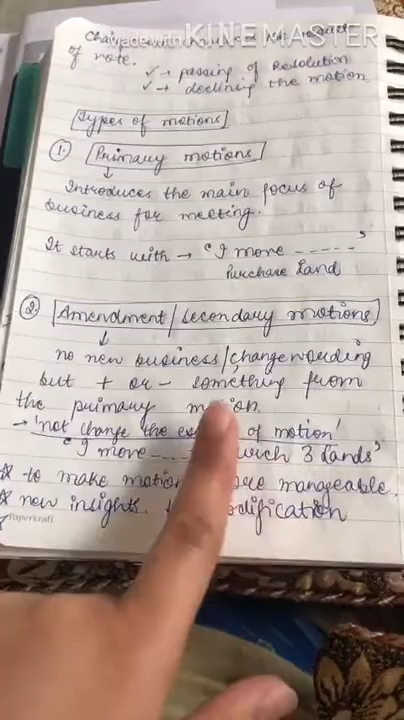 Made with KINEMASTER
of vote.
✓→ passing of Resolution
✓→ declining the motion
Types of motions
① Primary motions
↓
Introduces the main focus of
business for meeting.
It starts with → "I move -----"
Purchase Land
② Amendment/secondary motions
↓
no new business/change wording
but + or - something from
the primary motion.
→ 'not change the of motion'
"I move .... with 3 Lands"
☆ to make motion manageable.
☆ new insights.
Paperkraft